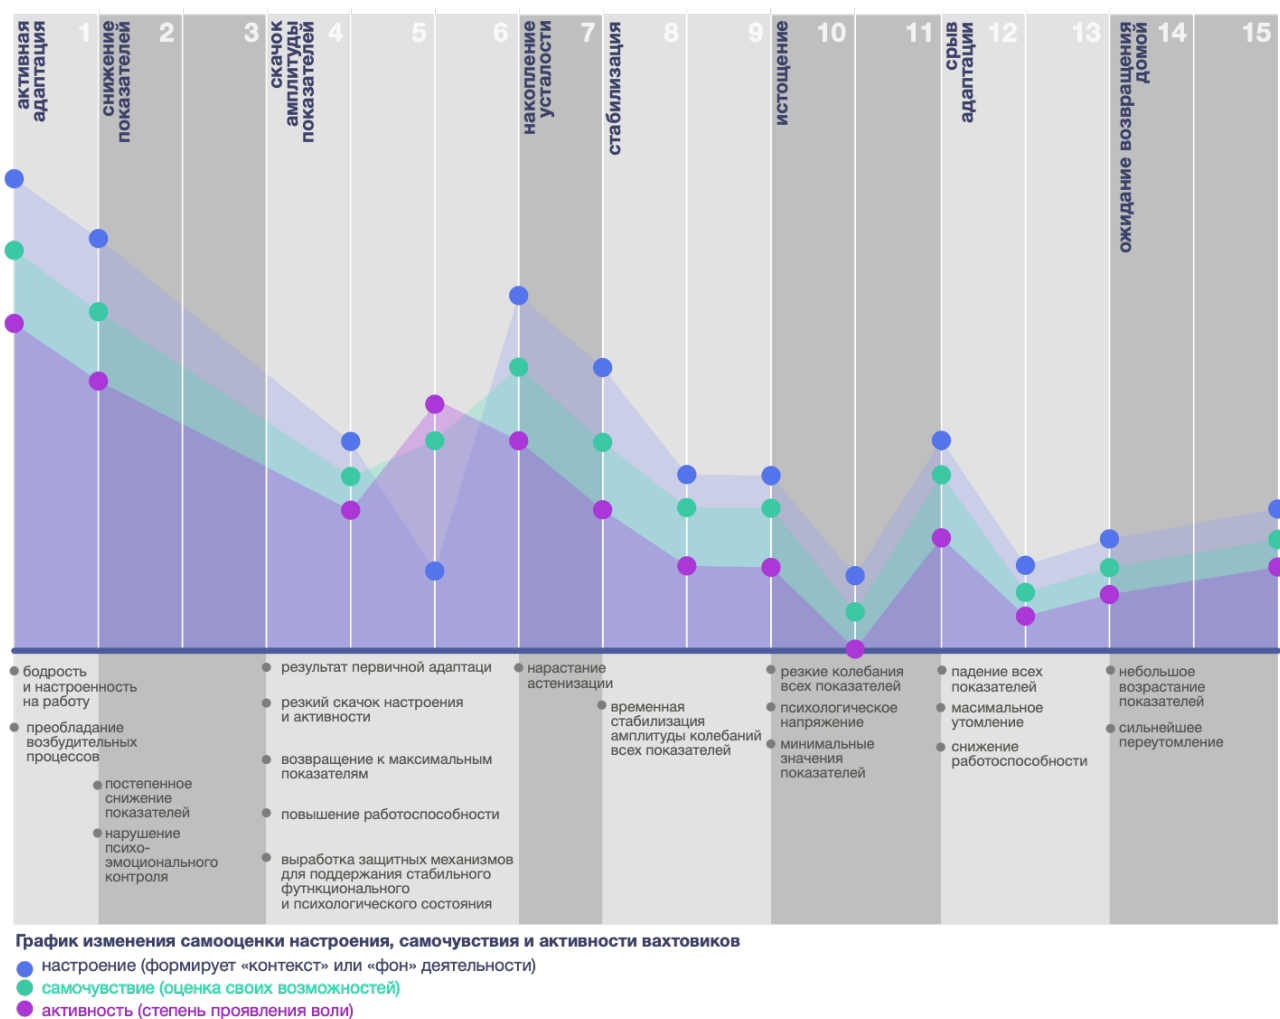 активная
адаптация
1
снижение
показателей
2
3
скачок
амплитуды
показателей
4
5
6
накопление
усталости
7
стабилизация
8
9
истощение
10
11
срыв
адаптации
12
13
ожидание возвращения
домой
14
15
бодрость
и настроенность
на работу
преобладание
возбудительных
процессов
постепенное
снижение
показателей
нарушение
психо-
эмоционального
контроля
результат первичной адаптаци
резкий скачок настроения
и активности
возвращение к максимальным
показателям
повышение работоспособности
выработка защитных механизмов
для поддержания стабильного
футнкционального
и психологического состояния
нарастание
астенизации
временная
стабилизация
амплитуды колебаний
всех показателей
резкие колебания
всех показателей
психологическое
напряжение
минимальные
значения
показателей
падение всех
показателей
масимальное
утомление
снижение
работоспособности
небольшое
возрастание
показателей
сильнейшее
переутомление
График изменения самооценки настроения, самочувствия и активности вахтовиков
настроение (формирует «контекст» или «фон» деятельности)
самочувствие (оценка своих возможностей)
активность (степень проявления воли)